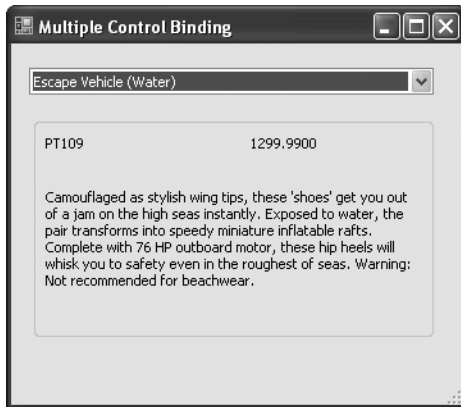 Multiple Control Binding
Escape Vehicle (Water)
PT109 1299.9900
Camouflaged as stylish wing tips, these 'shoes' get you out
of a jam on the high seas instantly. Exposed to water, the
pair transforms into speedy miniature inflatable rafts.
Complete with 76 HP outboard motor, these hip heels will
whisk you to safety even in the roughest of seas. Warning:
Not recommended for beachwear.